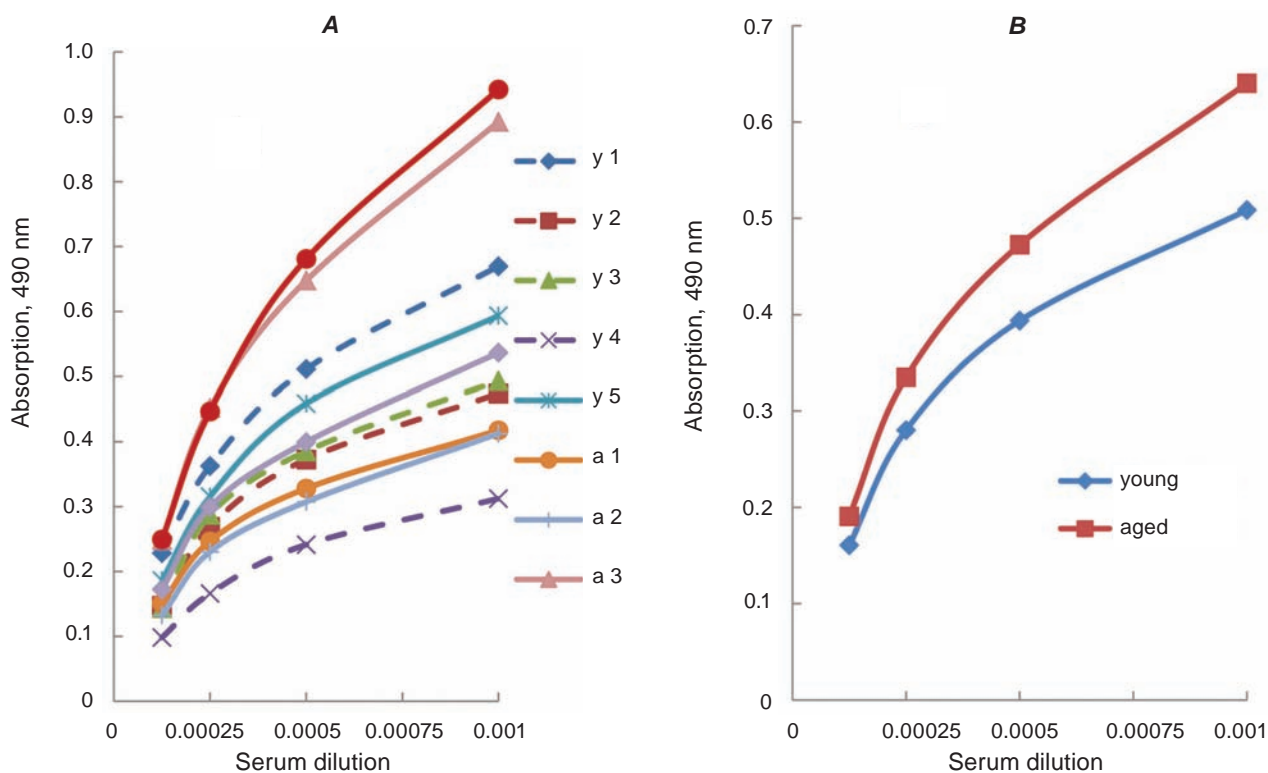 A
1.0
0.9
0.8
0.7
0.6
0.5
0.4
0.3
0.2
0.1
0
Absorption, 490 nm
0 0.00025 0.0005 0.00075 0.001
Serum dilution
y 1
y 2
y 3
y 4
y 5
a 1
a 2
a 3
B
0.7
0.6
0.5
0.4
0.3
0.2
0.1
0
Absorption, 490 nm
0 0.00025 0.0005 0.00075 0.001
Serum dilution
young
aged